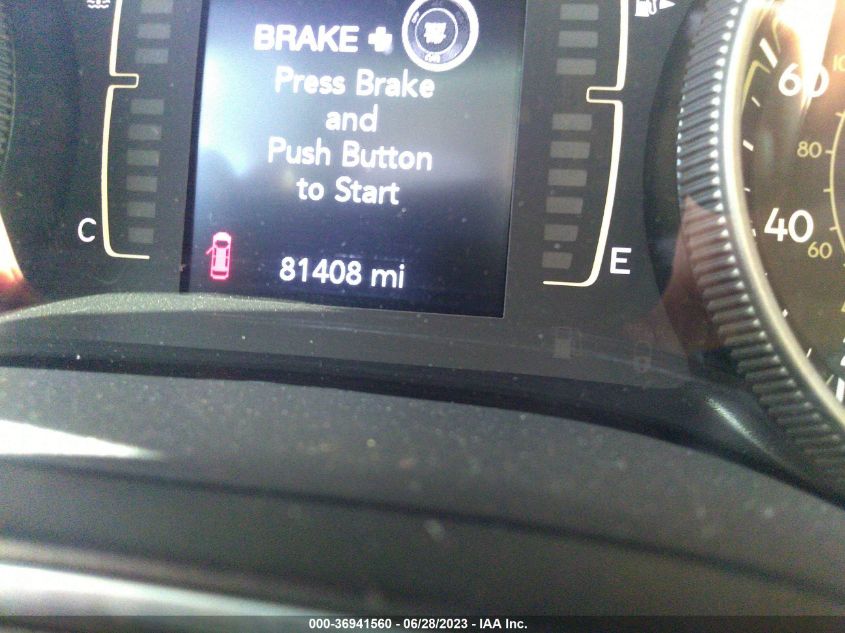 BRAKE +
Press Brake
and
Push Button
to Start
81408 mi
C
E
60
80
40
60
000-36941560 - 06/28/2023 - IAA Inc.